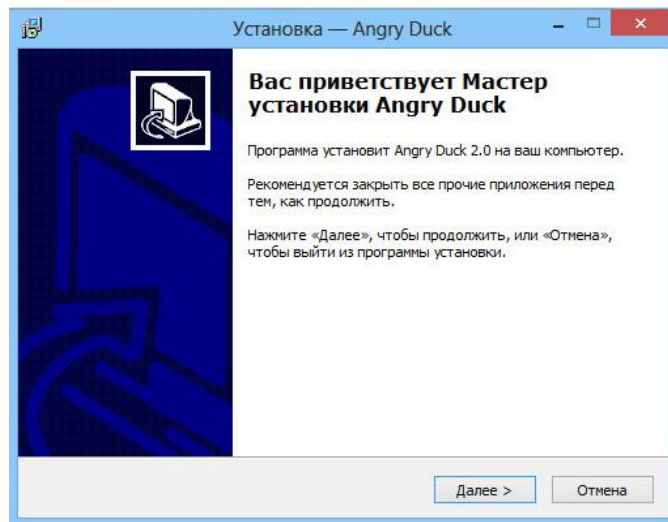 Установка — Angry Duck
Вас приветствует Мастер
установки Angry Duck
Программа установит Angry Duck 2.0 на ваш компьютер.
Рекомендуется закрыть все прочие приложения перед
тем, как продолжить.
Нажмите «Далее», чтобы продолжить, или «Отмена»,
чтобы выйти из программы установки.
Далее >
Отмена